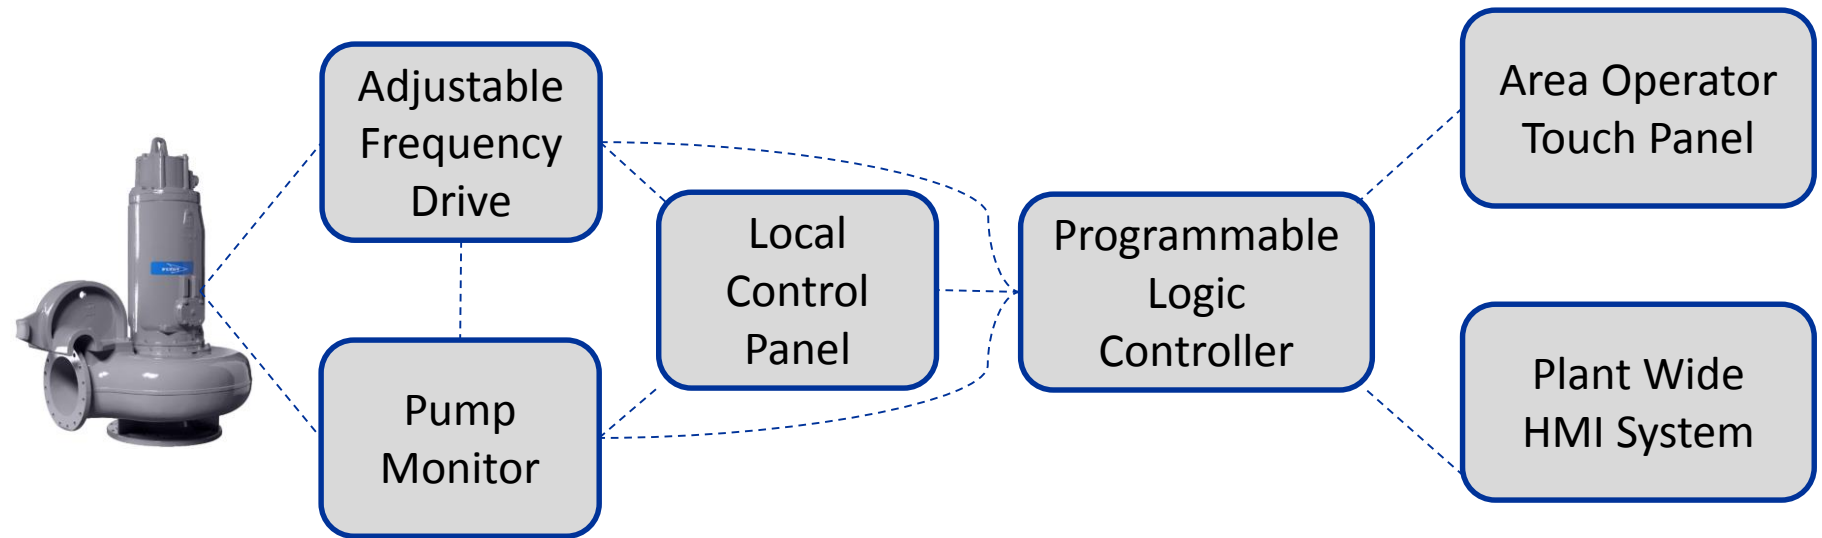 Adjustable
Frequency
Drive
Pump
Monitor
Local
Control
Panel
Programmable
Logic
Controller
Area Operator
Touch Panel
Plant Wide
HMI System